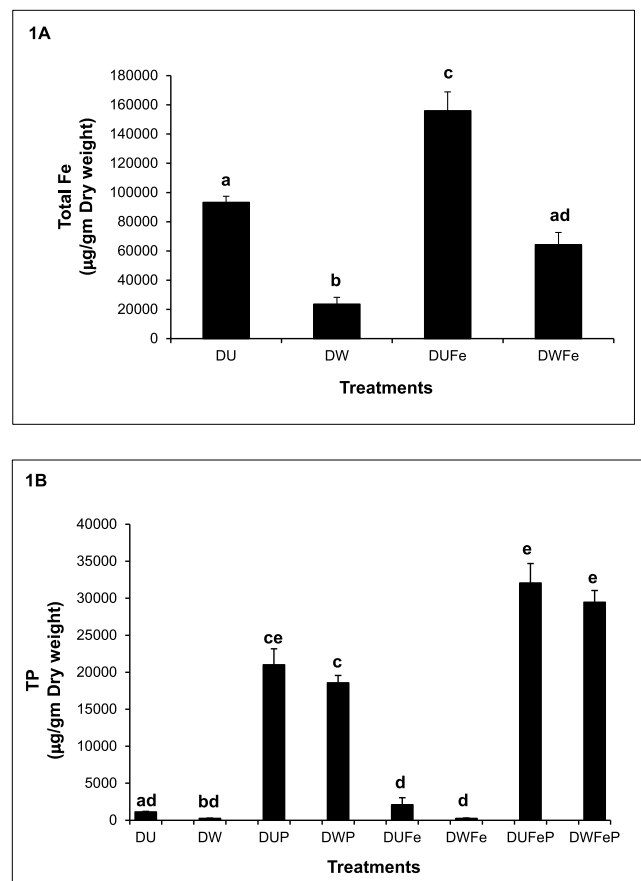 1A
Total Fe
(µg/gm Dry weight)
180000
160000
140000
120000
100000
80000
60000
40000
20000
0
a
b
c
ad
DU DW DUFe DWFe
Treatments
1B
TP
(µg/gm Dry weight)
40000
35000
30000
25000
20000
15000
10000
5000
0
ad
bd
ce
c
d
d
e
e
DU DW DUP DWP DUFe DWFe DUFeP DWFeP
Treatments